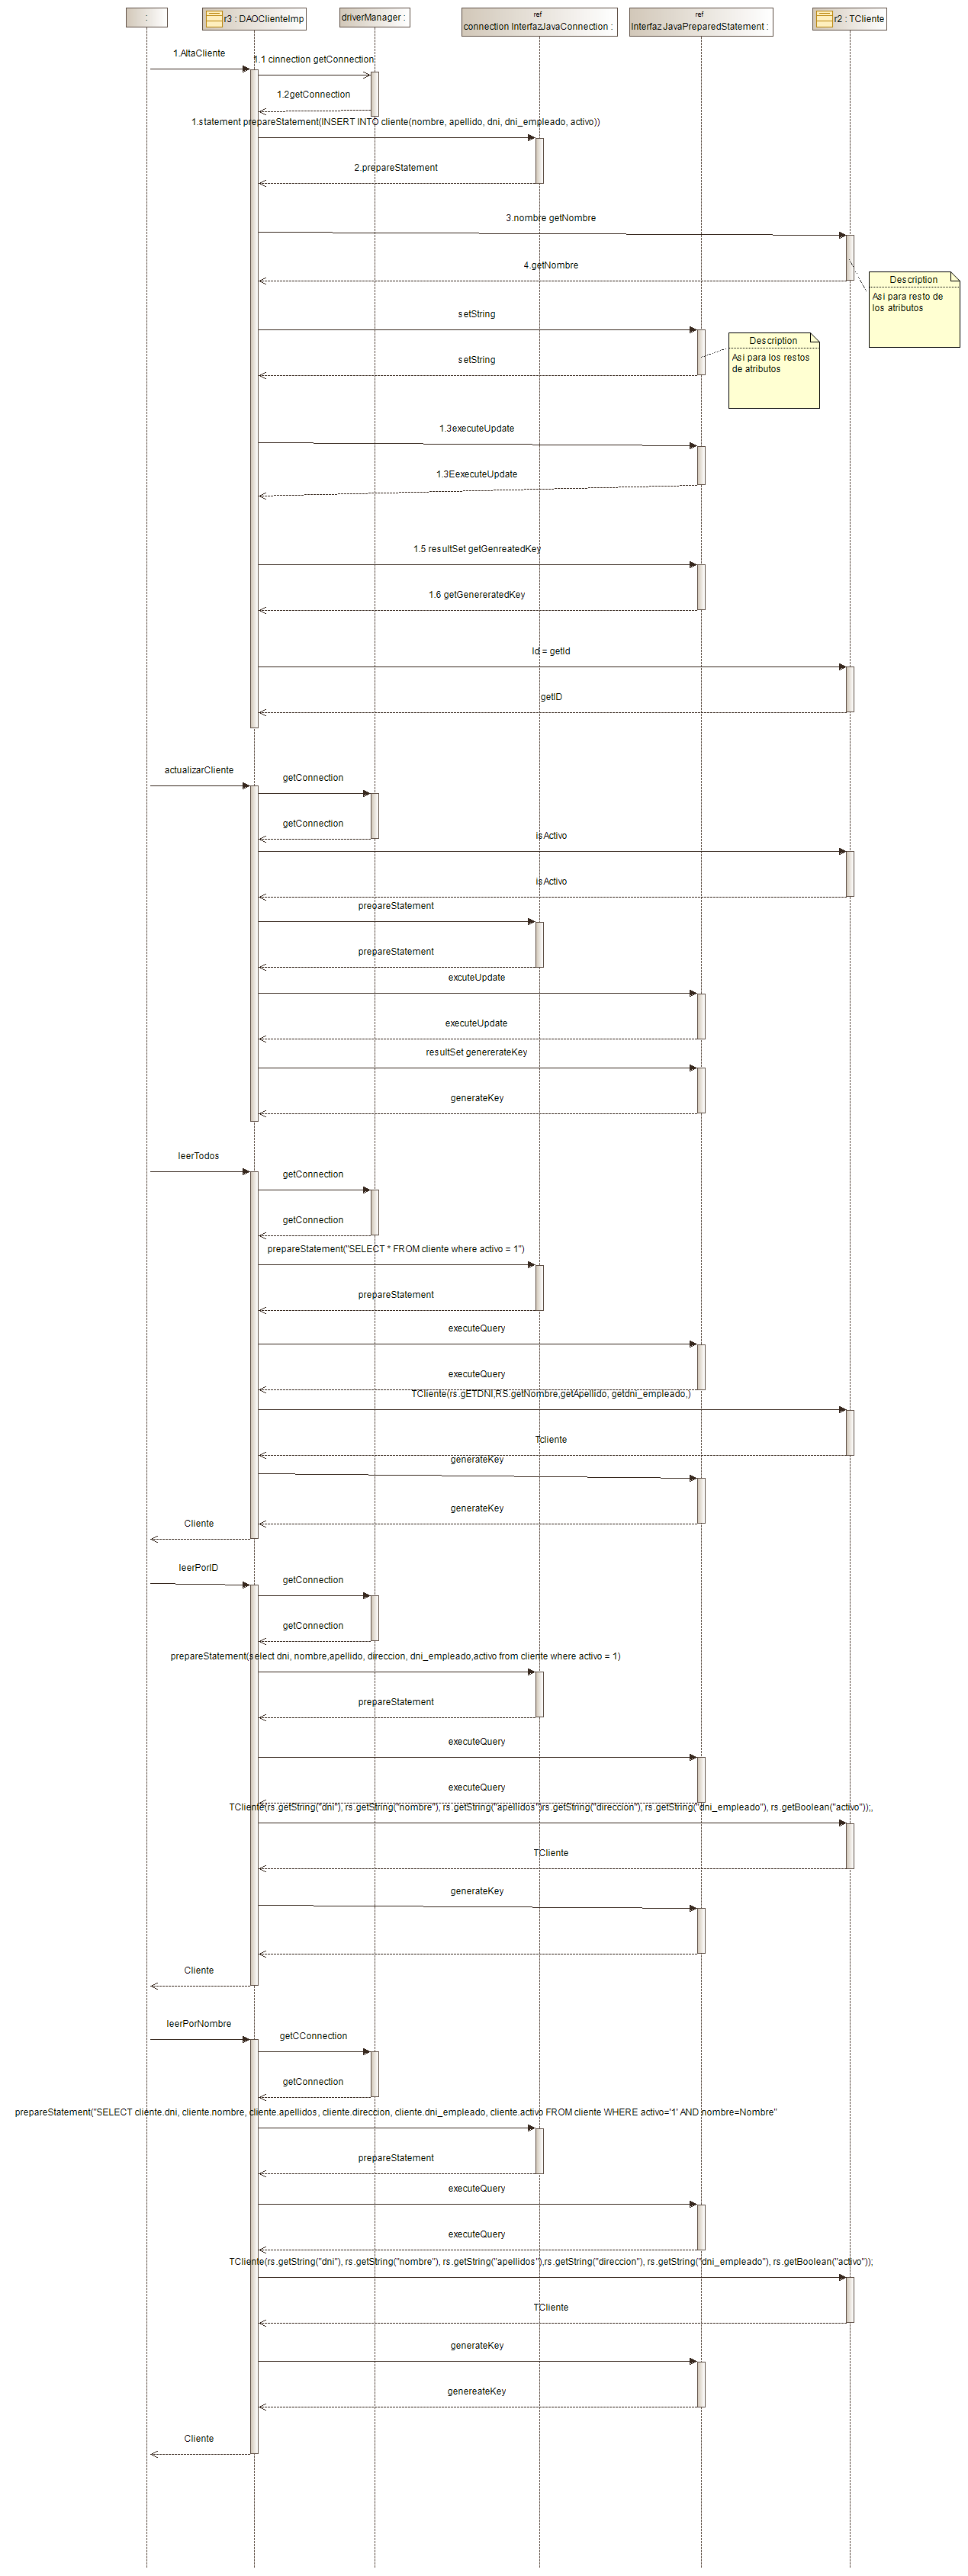 :
r3 : DAOClienteImp
driverManager :
ref
connection InterfazJavaConnection :
ref
Interfaz JavaPreparedStatement :
r2 : TCliente
1.AltaCliente
1.1 cinnection getConnection
1.2getConnection
1.statement prepareStatement(INSERT INTO cliente(nombre, apellido, dni, dni_empleado, activo))
2.prepareStatement
3.nombre getNombre
4.getNombre
Description
Asi para resto de
los atributos
setString
Description
Asi para los restos
de atributos
setString
1.3executeUpdate
1.3EexecuteUpdate
1.5 resultSet getGenreatedKey
1.6 getGenereratedKey
Id = getId
getID
actualizarCliente
getConnection
getConnection
isActivo
isActivo
preoareStatement
prepareStatement
excuteUpdate
executeUpdate
resultSet genererateKey
generateKey
leerTodos
getConnection
getConnection
prepareStatement("SELECT * FROM cliente where activo = 1")
prepareStatement
executeQuery
executeQuery
TCliente(rs.gETDNI,RS.getNombre,getApellido, getdni_empleado,)
Tcliente
generateKey
generateKey
Cliente
leerPorID
getConnection
getConnection
prepareStatement(select dni, nombre,apellido, direccion, dni_empleado,activo from cliente where activo = 1)
prepareStatement
executeQuery
executeQuery
TCliente(rs.getString("dni"), rs.getString("nombre"), rs.getString("apellidos")rs.getString("direccion"), rs.getString("dni_empleado"), rs.getBoolean("activo"));,
TCliente
generateKey
Cliente
leerPorNombre
getCConnection
getConnection
prepareStatement("SELECT cliente.dni, cliente.nombre, cliente.apellidos, cliente.direccion, cliente.dni_empleado, cliente.activo FROM cliente WHERE activo='1' AND nombre=Nombre"
prepareStatement
executeQuery
executeQuery
TCliente(rs.getString("dni"), rs.getString("nombre"), rs.getString("apellidos"),rs.getString("direccion"), rs.getString("dni_empleado"), rs.getBoolean("activo"));
TCliente
generateKey
genereateKey
Cliente